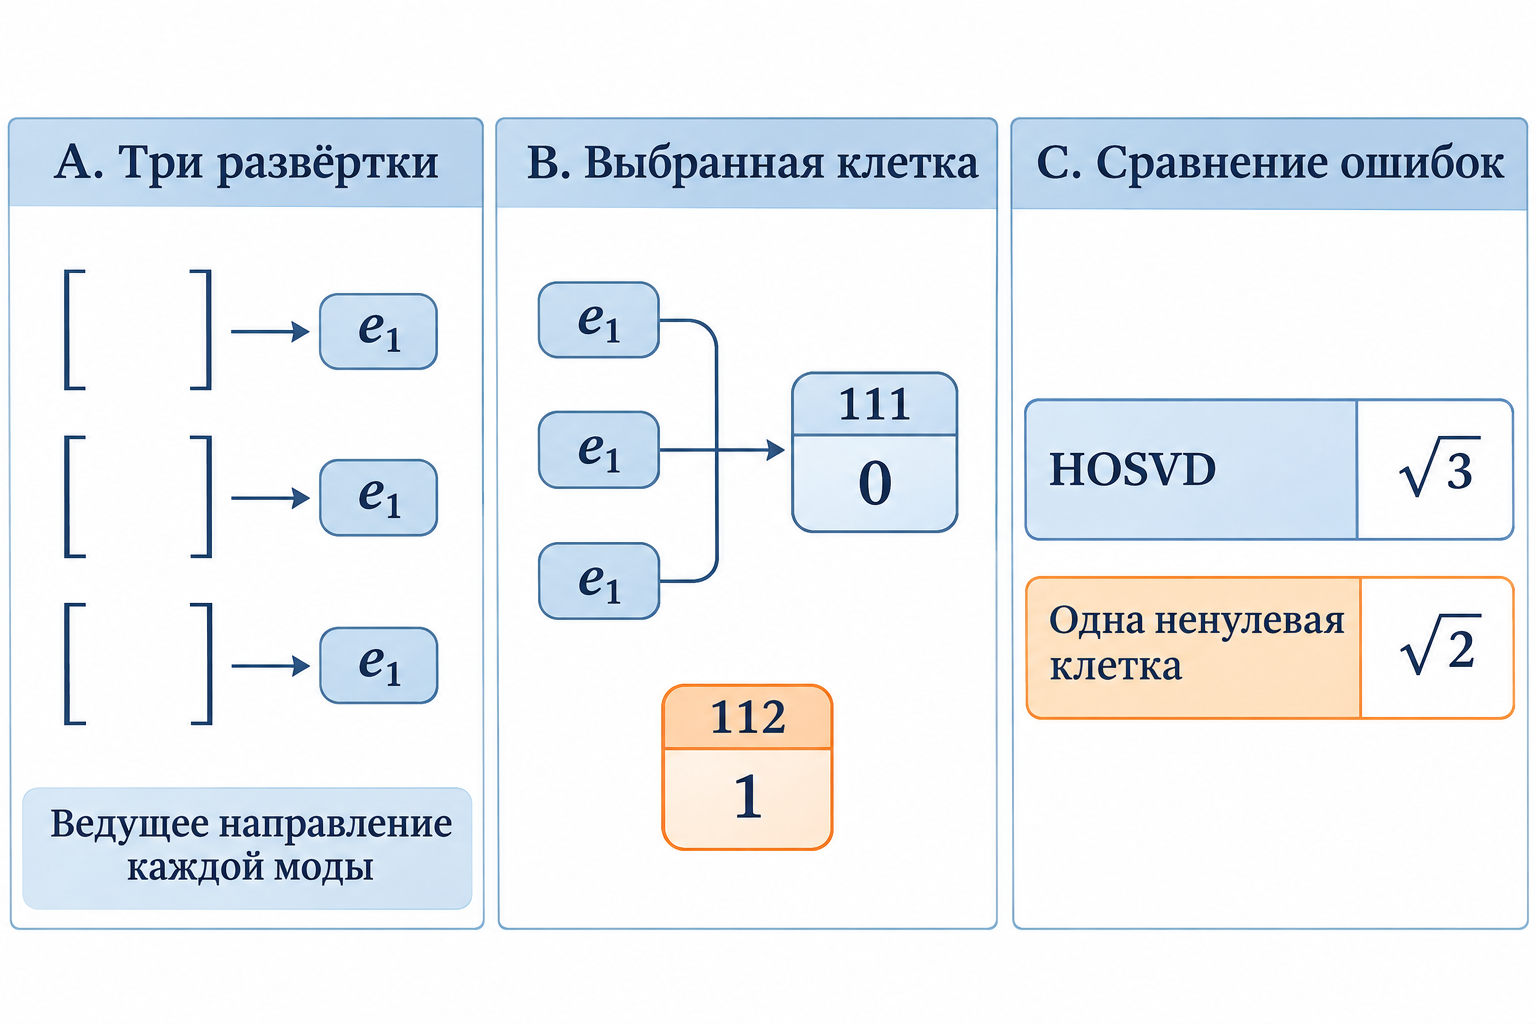 A. Три развёртки
e₁
e₁
e₁
Ведущее направление
каждой моды
B. Выбранная клетка
e₁
e₁
e₁
111
0
112
1
C. Сравнение ошибок
HOSVD
√3
Одна ненулевая
клетка
√2